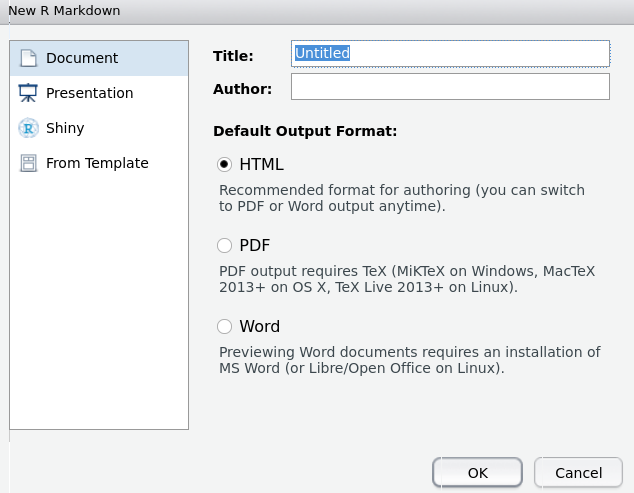 New R Markdown
Document
Presentation
Shiny
From Template
Title: Untitled
Author:
Default Output Format:
HTML
Recommended format for authoring (you can switch
to PDF or Word output anytime).
PDF
PDF output requires TeX (MiKTeX on Windows, MacTeX
2013+ on OS X, TeX Live 2013+ on Linux).
Word
Previewing Word documents requires an installation of
MS Word (or Libre/Open Office on Linux).
OK Cancel